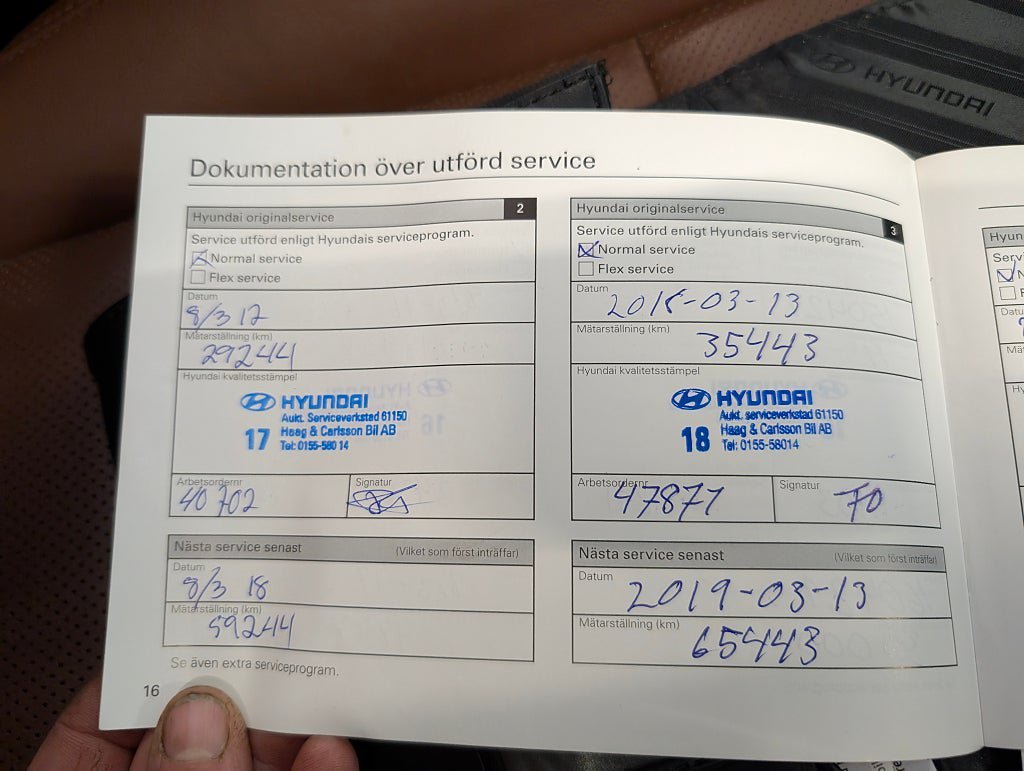 HYUNDAI
Dokumentation över utförd service
Hyundai originalservice 2
Service utförd enligt Hyundais serviceprogram.
Normal service
Flex service
Datum
8/3 17
Mätarställning (km)
29244
Hyundai kvalitetsstämpel
HYUNDAI
Aukt. Serviceverkstad 61150
17 Haag & Carlsson Bil AB
Tel: 0155-580 14
Arbetsordernr
40702
Signatur
Nästa service senast (Vilket som först inträffar)
Datum
8/3 18
Mätarställning (km)
59244
Se även extra serviceprogram.
16
Hyundai originalservice 3
Service utförd enligt Hyundais serviceprogram.
Normal service
Flex service
Datum
2018-03-13
Mätarställning (km)
35443
Hyundai kvalitetsstämpel
HYUNDAI
Aukt. serviceverkstad 61150
18 Haag & Carlsson Bil AB
Tel: 0155-58014
Arbetsordernr
47871
Signatur
FO
Nästa service senast (Vilket som först inträffar)
Datum
2019-03-13
Mätarställning (km)
65443